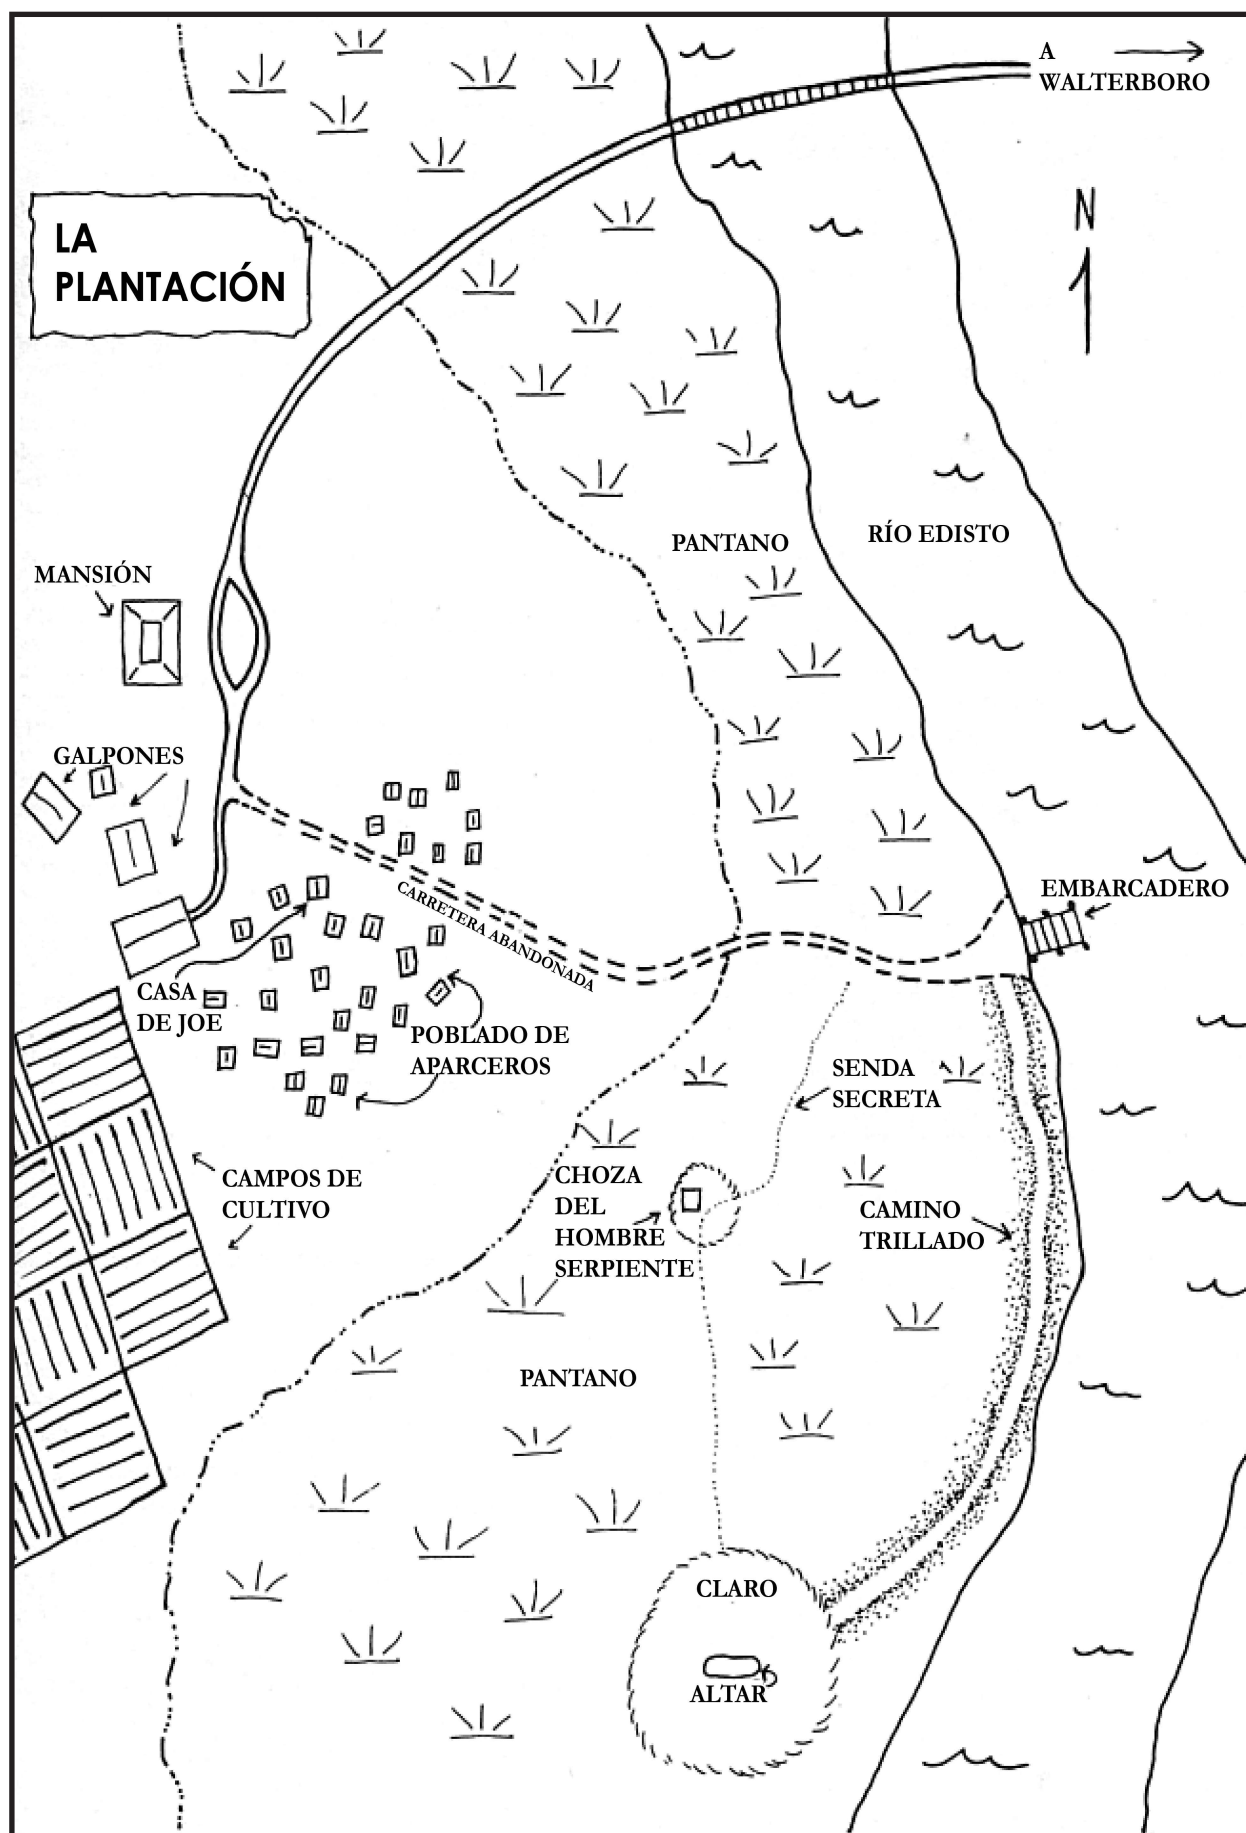 A
WALTERBORO
N
LA
PLANTACIÓN
RÍO EDISTO
PANTANO
MANSIÓN
GALPONES
EMBARCADERO
CARRETERA ABANDONADA
CASA
DE JOE
POBLADO DE
APARCEROS
SENDA
SECRETA
CAMPOS DE
CULTIVO
CHOZA
DEL
HOMBRE
SERPIENTE
CAMINO
TRILLADO
PANTANO
CLARO
ALTAR